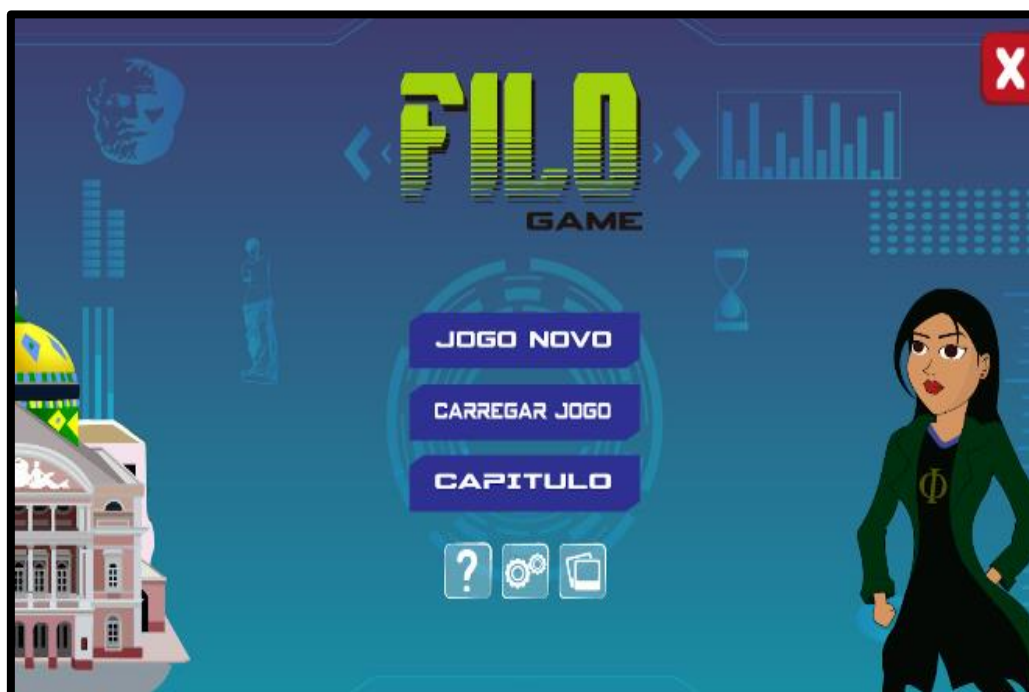 FILO
GAME
X
JOGO NOVO
CARREGAR JOGO
CAPITULO
?
Φ